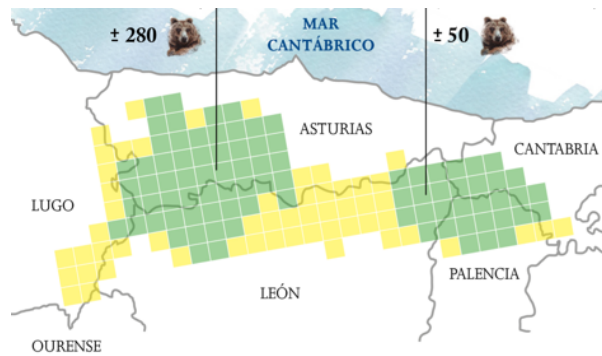 ± 280
MAR
CANTÁBRICO
± 50
ASTURIAS
CANTABRIA
LUGO
PALENCIA
LEÓN
OURENSE